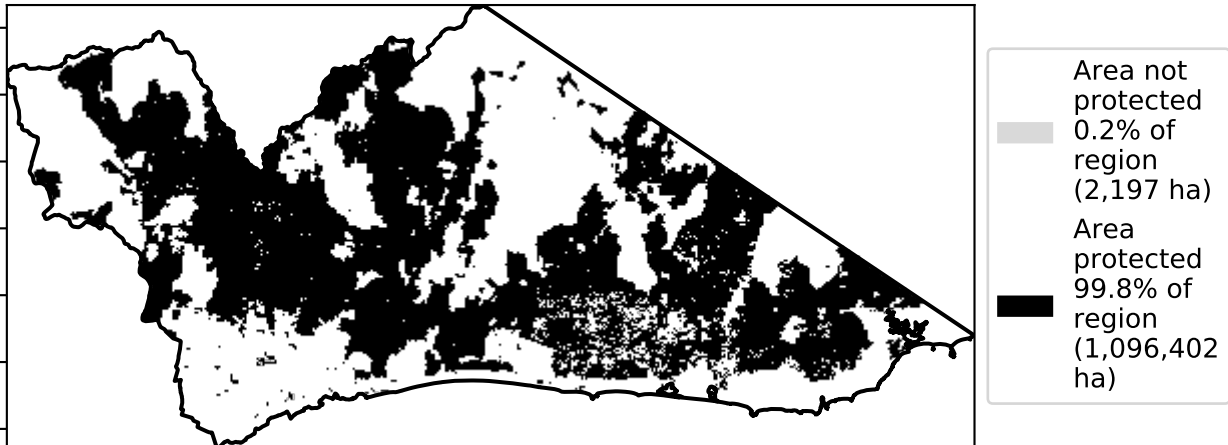 Area not
protected
0.2% of
region
(2,197 ha)
Area
protected
99.8% of
region
(1,096,402
ha)